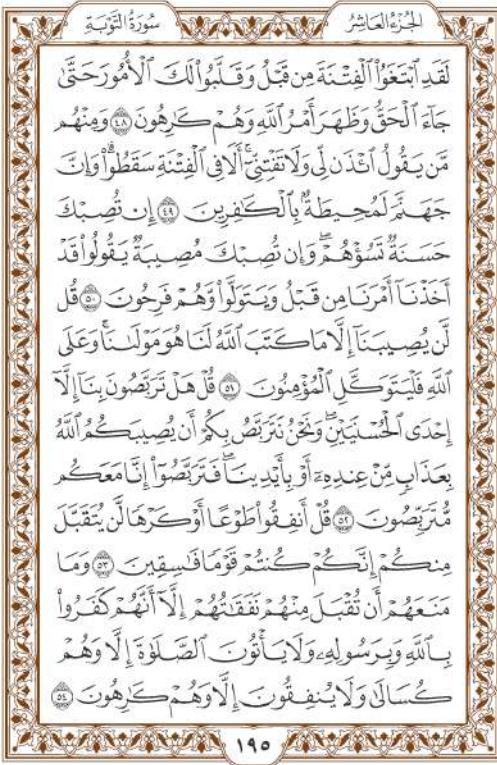 الجُزْءُ العَاشِرُ
سُورَةُ التَّوْبَةِ
لَقَدِ ٱبْتَغَوُا۟ ٱلْفِتْنَةَ مِن قَبْلُ وَقَلَّبُوا۟ لَكَ ٱلْأُمُورَ حَتَّىٰ
جَآءَ ٱلْحَقُّ وَظَهَرَ أَمْرُ ٱللَّهِ وَهُمْ كَـٰرِهُونَ ٤٨ وَمِنْهُم
مَّن يَقُولُ ٱئْذَن لِّى وَلَا تَفْتِنِّىٓ ۚ أَلَا فِى ٱلْفِتْنَةِ سَقَطُوا۟ ۗ وَإِنَّ
جَهَنَّمَ لَمُحِيطَةٌۢ بِٱلْكَـٰفِرِينَ ٤٩ إِن تُصِبْكَ
حَسَنَةٌ تَسُؤْهُمْ ۖ وَإِن تُصِبْكَ مُصِيبَةٌ يَقُولُوا۟ قَدْ
أَخَذْنَآ أَمْرَنَا مِن قَبْلُ وَيَتَوَلَّوا۟ وَّهُمْ فَرِحُونَ ٥٠ قُل
لَّن يُصِيبَنَآ إِلَّا مَا كَتَبَ ٱللَّهُ لَنَا هُوَ مَوْلَىٰنَا ۚ وَعَلَى
ٱللَّهِ فَلْيَتَوَكَّلِ ٱلْمُؤْمِنُونَ ٥١ قُلْ هَلْ تَرَبَّصُونَ بِنَآ إِلَّآ
إِحْدَى ٱلْحُسْنَيَيْنِ ۖ وَنَحْنُ نَتَرَبَّصُ بِكُمْ أَن يُصِيبَكُمُ ٱللَّهُ
بِعَذَابٍ مِّنْ عِندِهِۦٓ أَوْ بِأَيْدِينَا ۖ فَتَرَبَّصُوٓا۟ إِنَّا مَعَكُم
مُّتَرَبِّصُونَ ٥٢ قُلْ أَنفِقُوا۟ طَوْعًا أَوْ كَرْهًا لَّن يُتَقَبَّلَ
مِنكُمْ ۖ إِنَّكُمْ كُنتُمْ قَوْمًا فَـٰسِقِينَ ٥٣ وَمَا
مَنَعَهُمْ أَن تُقْبَلَ مِنْهُمْ نَفَقَـٰتُهُمْ إِلَّآ أَنَّهُمْ كَفَرُوا۟
بِٱللَّهِ وَبِرَسُولِهِۦ وَلَا يَأْتُونَ ٱلصَّلَوٰةَ إِلَّا وَهُمْ
كُسَالَىٰ وَلَا يُنفِقُونَ إِلَّا وَهُمْ كَـٰرِهُونَ ٥٤
١٩٥